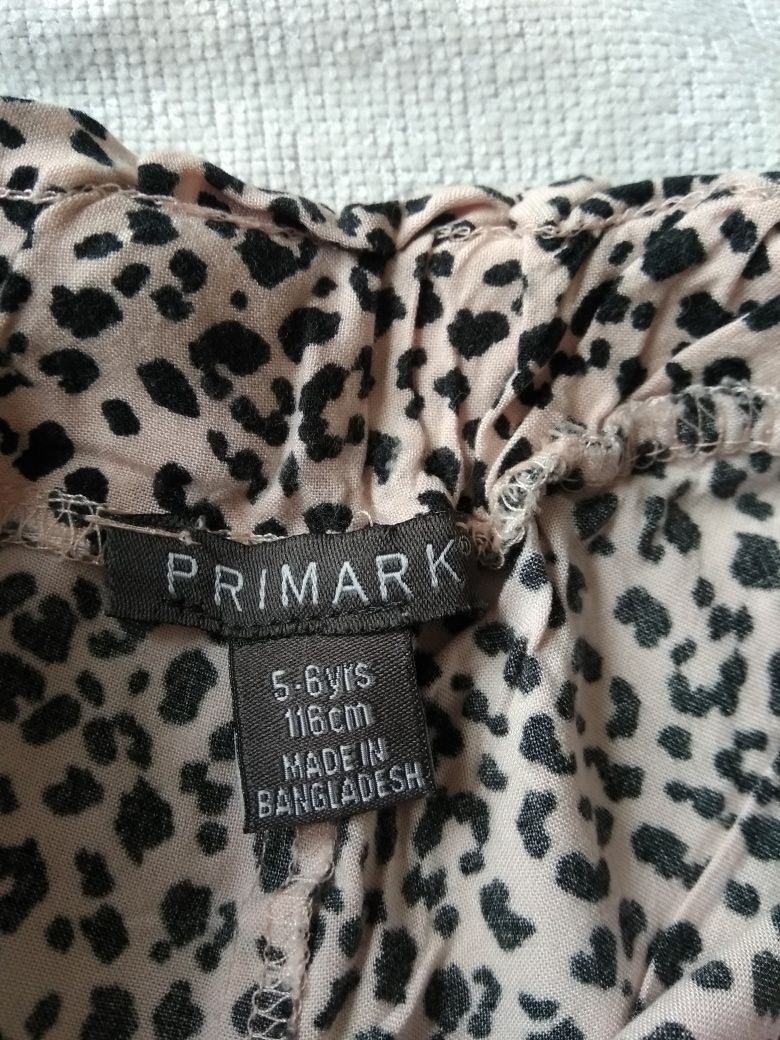 PRIMARK®
5-6yrs
116cm
MADE IN
BANGLADESH